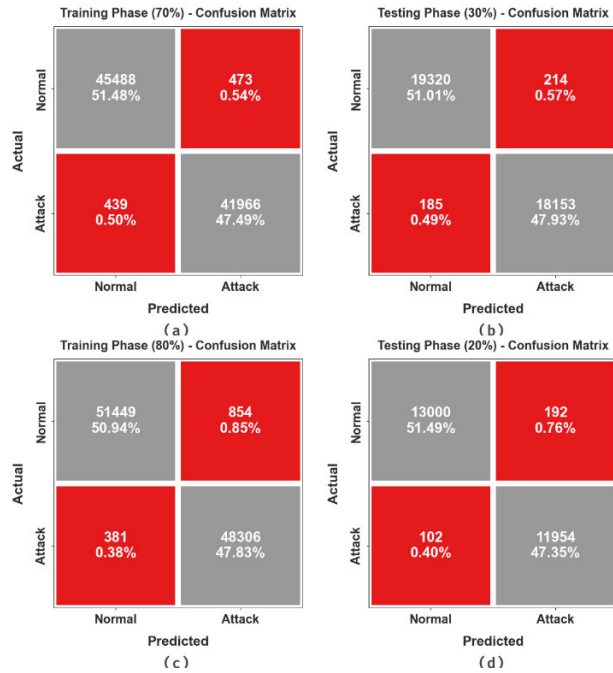 Training Phase (70%) - Confusion Matrix
Normal
45488
51.48%
473
0.54%
Actual
Attack
439
0.50%
41966
47.49%
Normal
Attack
Predicted
(a)
Testing Phase (30%) - Confusion Matrix
Normal
19320
51.01%
214
0.57%
Actual
Attack
185
0.49%
18153
47.93%
Normal
Attack
Predicted
(b)
Training Phase (80%) - Confusion Matrix
Normal
51449
50.94%
854
0.85%
Actual
Attack
381
0.38%
48306
47.83%
Normal
Attack
Predicted
(c)
Testing Phase (20%) - Confusion Matrix
Normal
13000
51.49%
192
0.76%
Actual
Attack
102
0.40%
11954
47.35%
Normal
Attack
Predicted
(d)